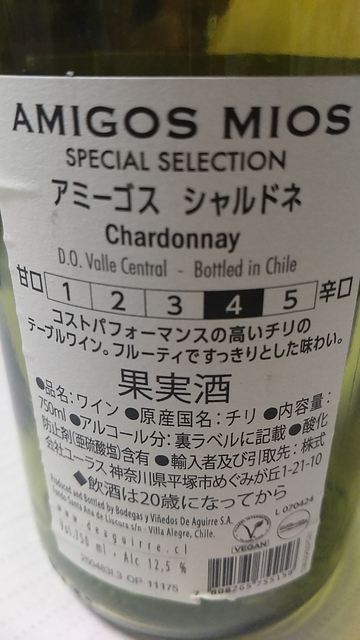 AMIGOS MIOS
SPECIAL SELECTION
アミーゴス シャルドネ
Chardonnay
D.O. Valle Central - Bottled in Chile
甘口 1 2 3 4 5 辛口
コストパフォーマンスの高いチリの
テーブルワイン。フルーティですっきりとした味わい。
果実酒
●品名:ワイン ●原産国名:チリ ●内容量:
750ml ●アルコール分:裏ラベルに記載 ●酸化
防止剤(亜硫酸塩)含有 ●輸入者及び引取先:株式
会社ユーラス 神奈川県平塚市めぐみが丘1-21-10
◆飲酒は20歳になってから
Produced and Bottled by Bodegas y Viñedos De Aguirre S.A.
Fundo Santa Ana de Llacura s/n - Villa Alegre, Chile.
www.deaguirre.cl
Vol.750 ml - Alc 12,5 %
L 070424
VEGAN
OP 11175